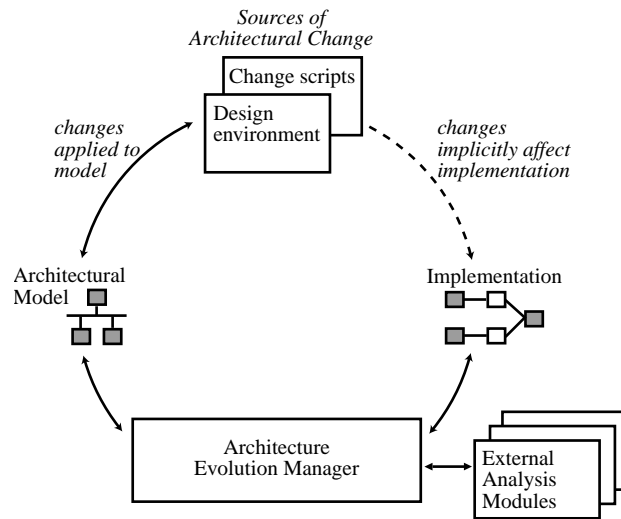 Sources of
Architectural Change
Change scripts
Design
environment
changes
applied to
model
changes
implicitly affect
implementation
Architectural
Model
Implementation
Architecture
Evolution Manager
External
Analysis
Modules